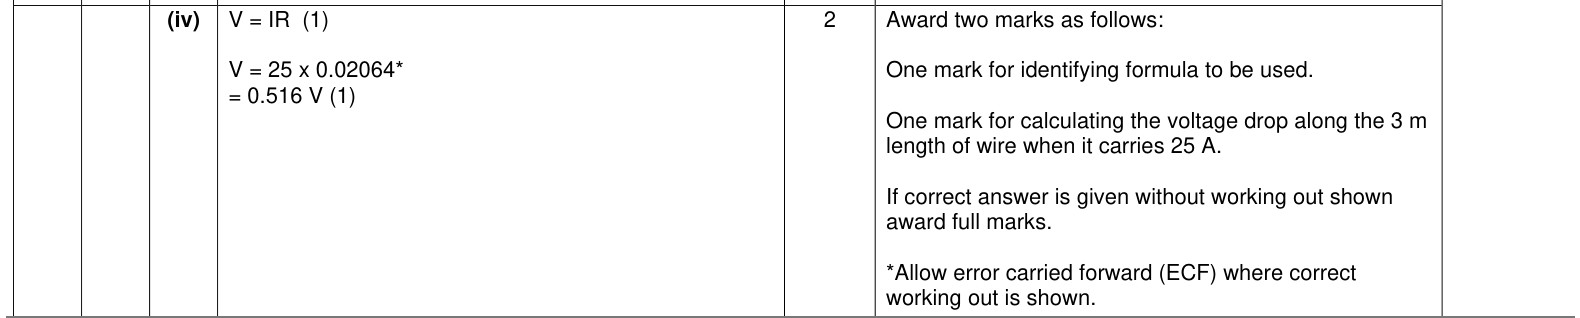 (iv) V = IR (1) 2 Award two marks as follows:
V = 25 x 0.02064* One mark for identifying formula to be used.
= 0.516 V (1)
One mark for calculating the voltage drop along the 3 m
length of wire when it carries 25 A.
If correct answer is given without working out shown
award full marks.
*Allow error carried forward (ECF) where correct
working out is shown.